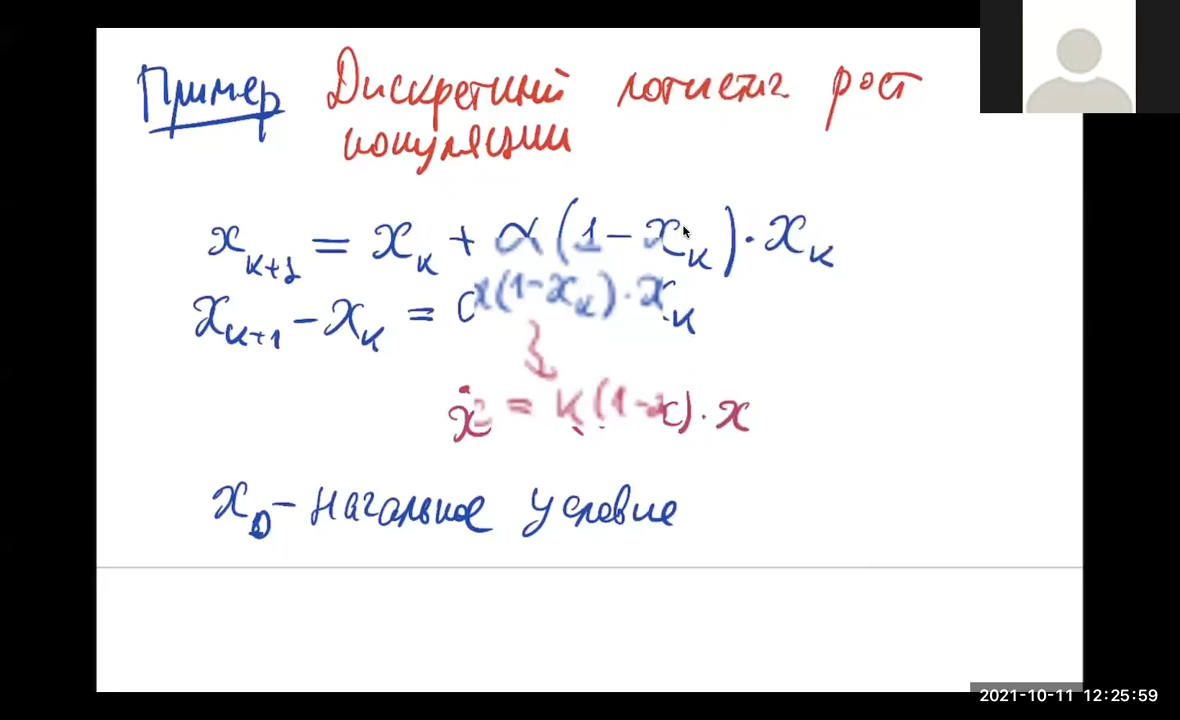 Пример Дискретный логистич рост
популяции
x_{k+1} = x_k + α(1 - x_k) · x_k
x_{k+1} - x_k = α(1 - x_k) · x_k
ẋ = k(1 - x) · x
x_0 - начальное условие
2021-10-11 12:25:59